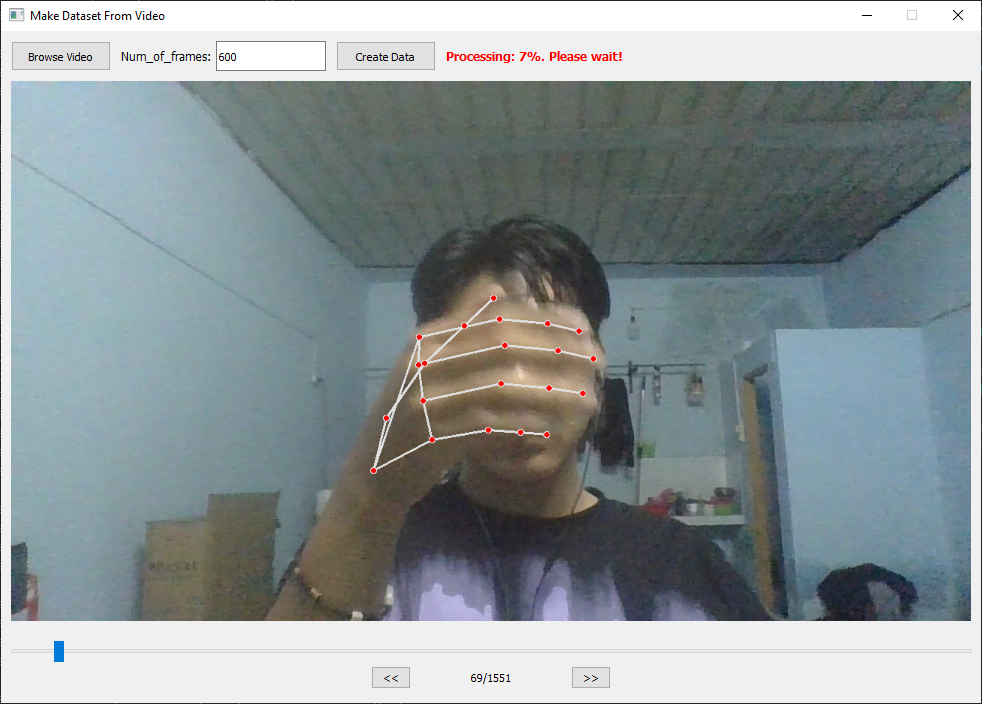 Make Dataset From Video
Browse Video Num_of_frames: 600 Create Data Processing: 7%. Please wait!
<< 69/1551 >>